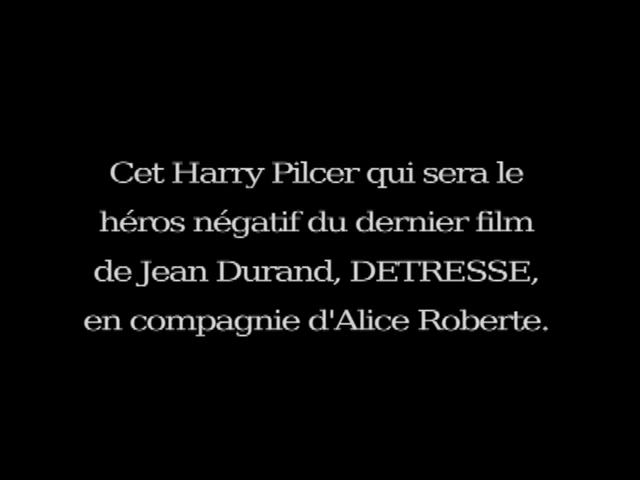 Cet Harry Pilcer qui sera le
héros négatif du dernier film
de Jean Durand, DETRESSE,
en compagnie d'Alice Roberte.